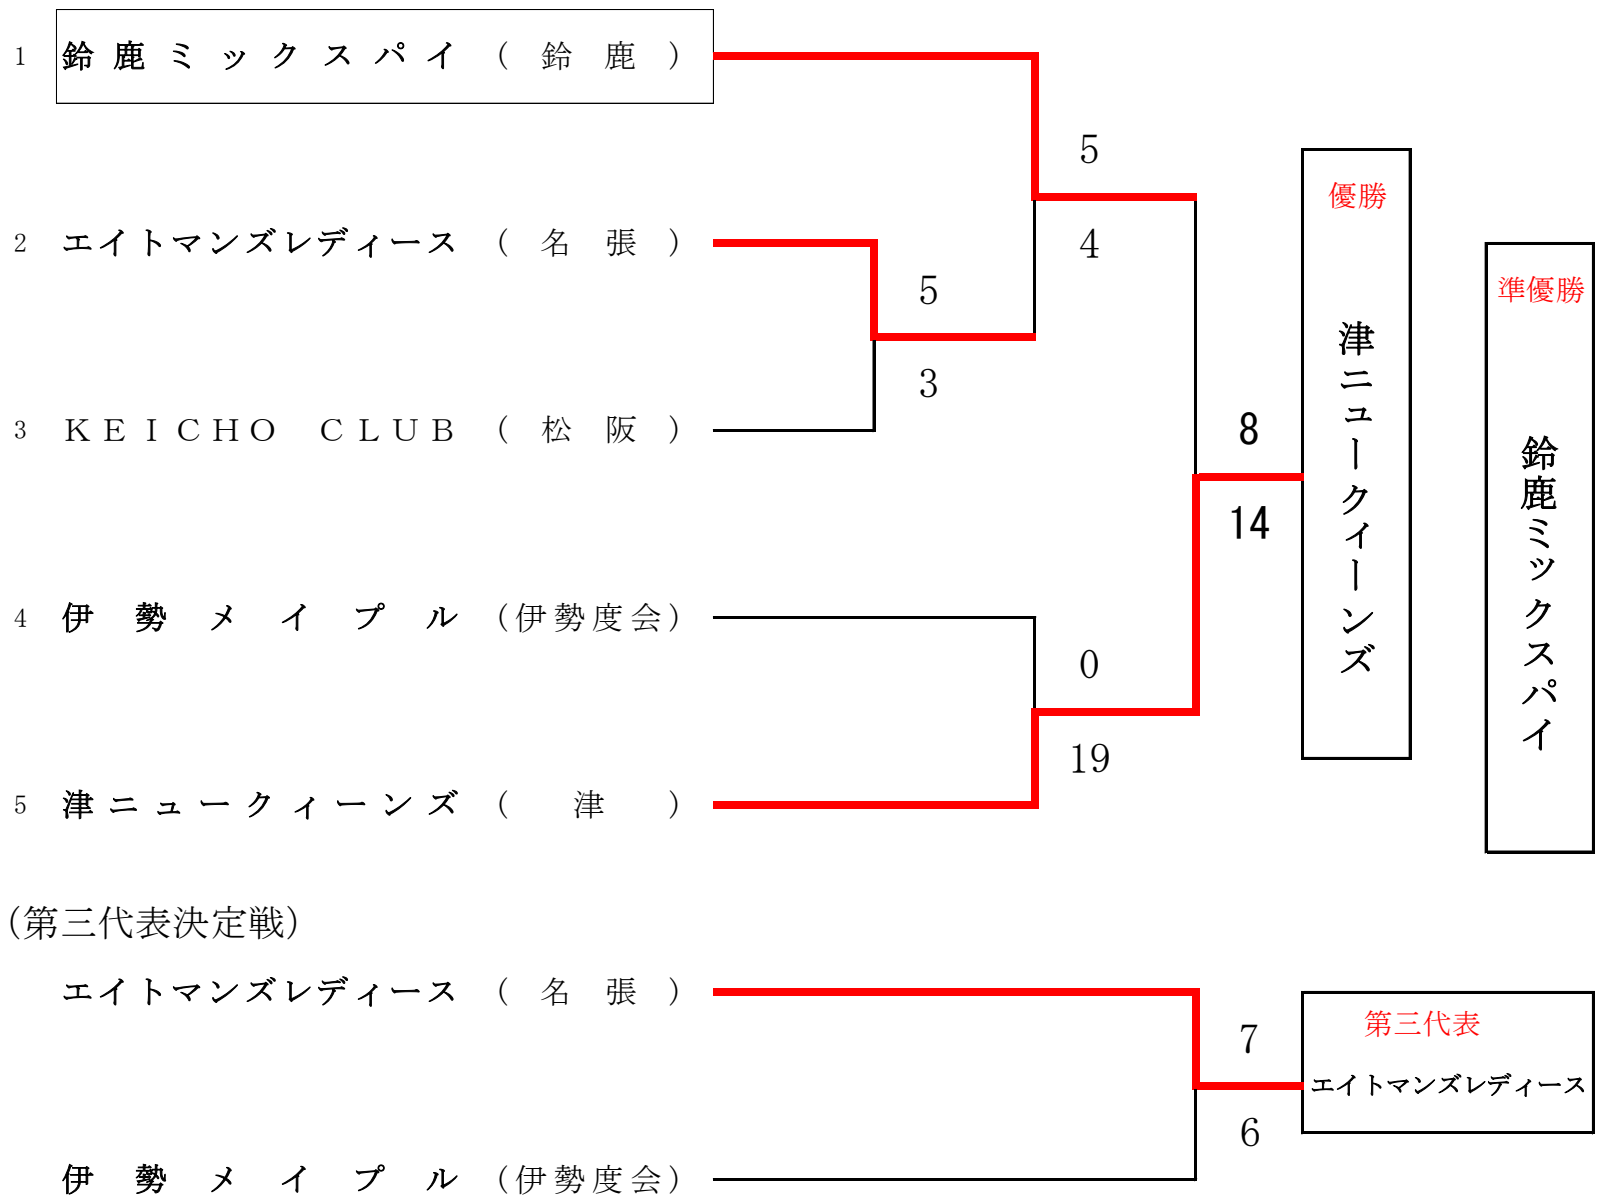 1 鈴鹿ミックスパイ (鈴鹿)
5
優勝
2 エイトマンズレディース (名張)
4
準優勝
5
津ニュークィーンズ
3
3 ＫＥＩＣＨＯ ＣＬＵＢ (松阪)
8
鈴鹿ミックスパイ
14
4 伊勢メイプル (伊勢度会)
0
19
5 津ニュークィーンズ (津)
(第三代表決定戦)
エイトマンズレディース (名張)
7
第三代表
エイトマンズレディース
6
伊勢メイプル (伊勢度会)